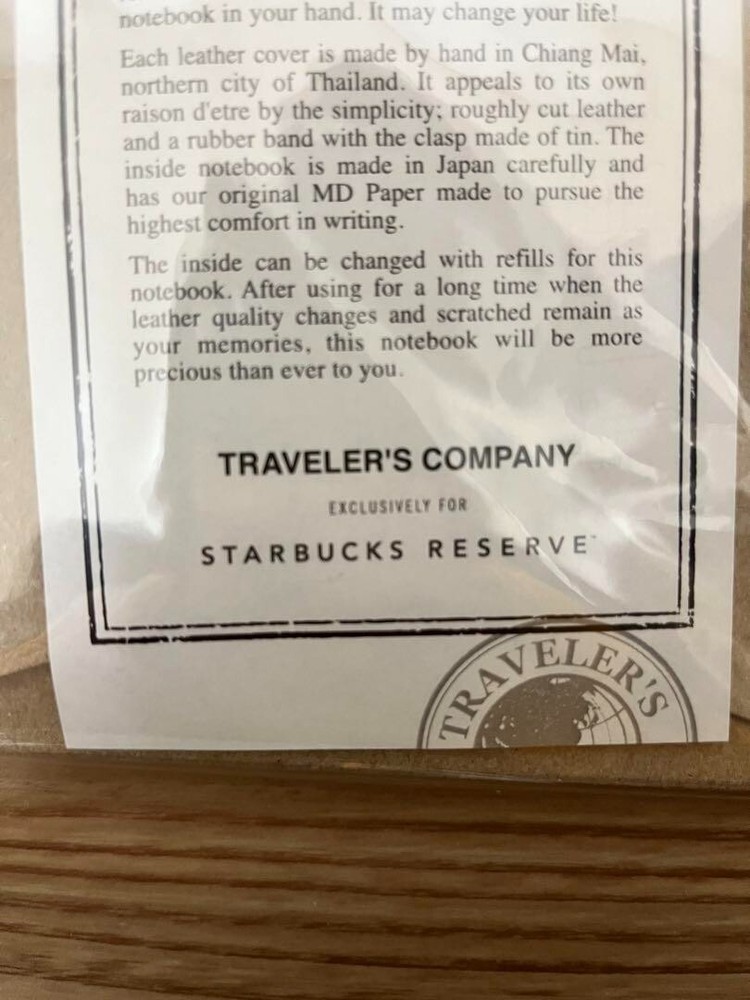 notebook in your hand. It may change your life!
Each leather cover is made by hand in Chiang Mai,
northern city of Thailand. It appeals to its own
raison d'etre by the simplicity; roughly cut leather
and a rubber band with the clasp made of tin. The
inside notebook is made in Japan carefully and
has our original MD Paper made to pursue the
highest comfort in writing.
The inside can be changed with refills for this
notebook. After using for a long time when the
leather quality changes and scratched remain as
your memories, this notebook will be more
precious than ever to you.
TRAVELER'S COMPANY
EXCLUSIVELY FOR
STARBUCKS RESERVE™
TRAVELER'S